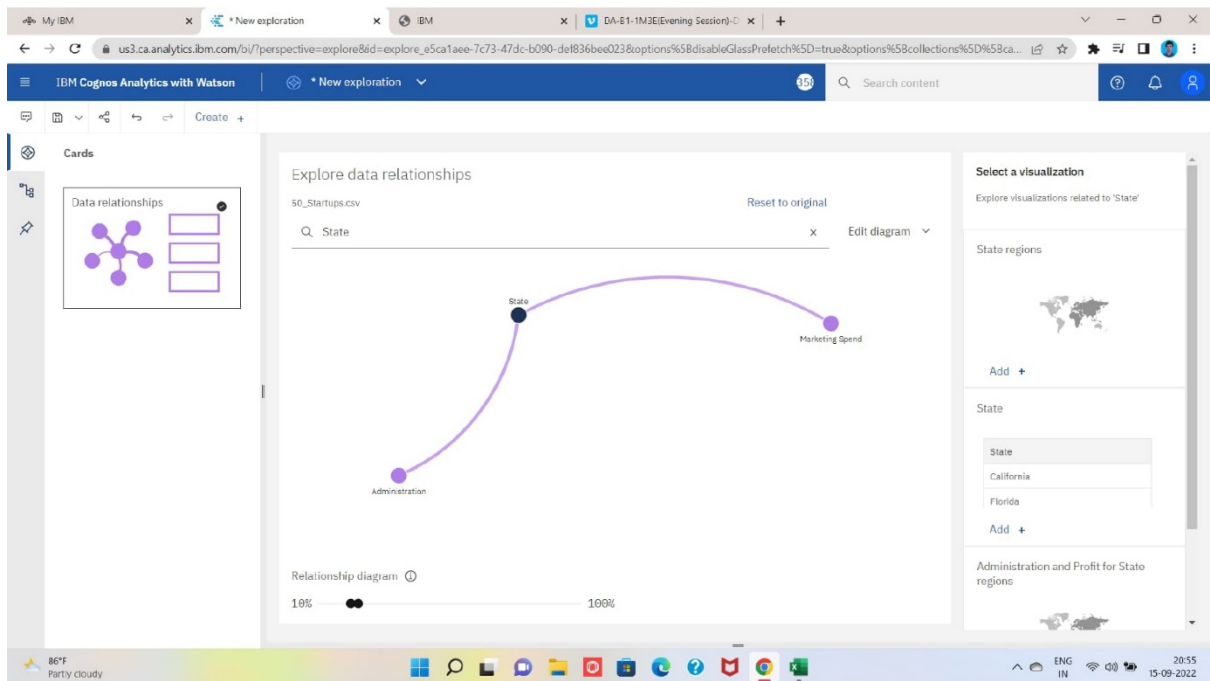 My IBM
* New exploration
IBM
DA-B1-1M3E(Evening Session)-D
us3.ca.analytics.ibm.com/bi/?perspective=explore&id=explore_e5ca1aee-7c73-47dc-b090-def836bee023&options%5BdisableGlassPrefetch%5D=true&options%5Bcollections%5D%5Bca...
IBM Cognos Analytics with Watson
* New exploration
Search content
Create +
Cards
Data relationships
Explore data relationships
50_Startups.csv
Reset to original
State
x
Edit diagram
State
Marketing Spend
Administration
Relationship diagram
10%
100%
Select a visualization
Explore visualizations related to 'State'
State regions
Add +
State
State
California
Florida
Add +
Administration and Profit for State
regions
86°F
Partly cloudy
ENG
IN
20:55
15-09-2022